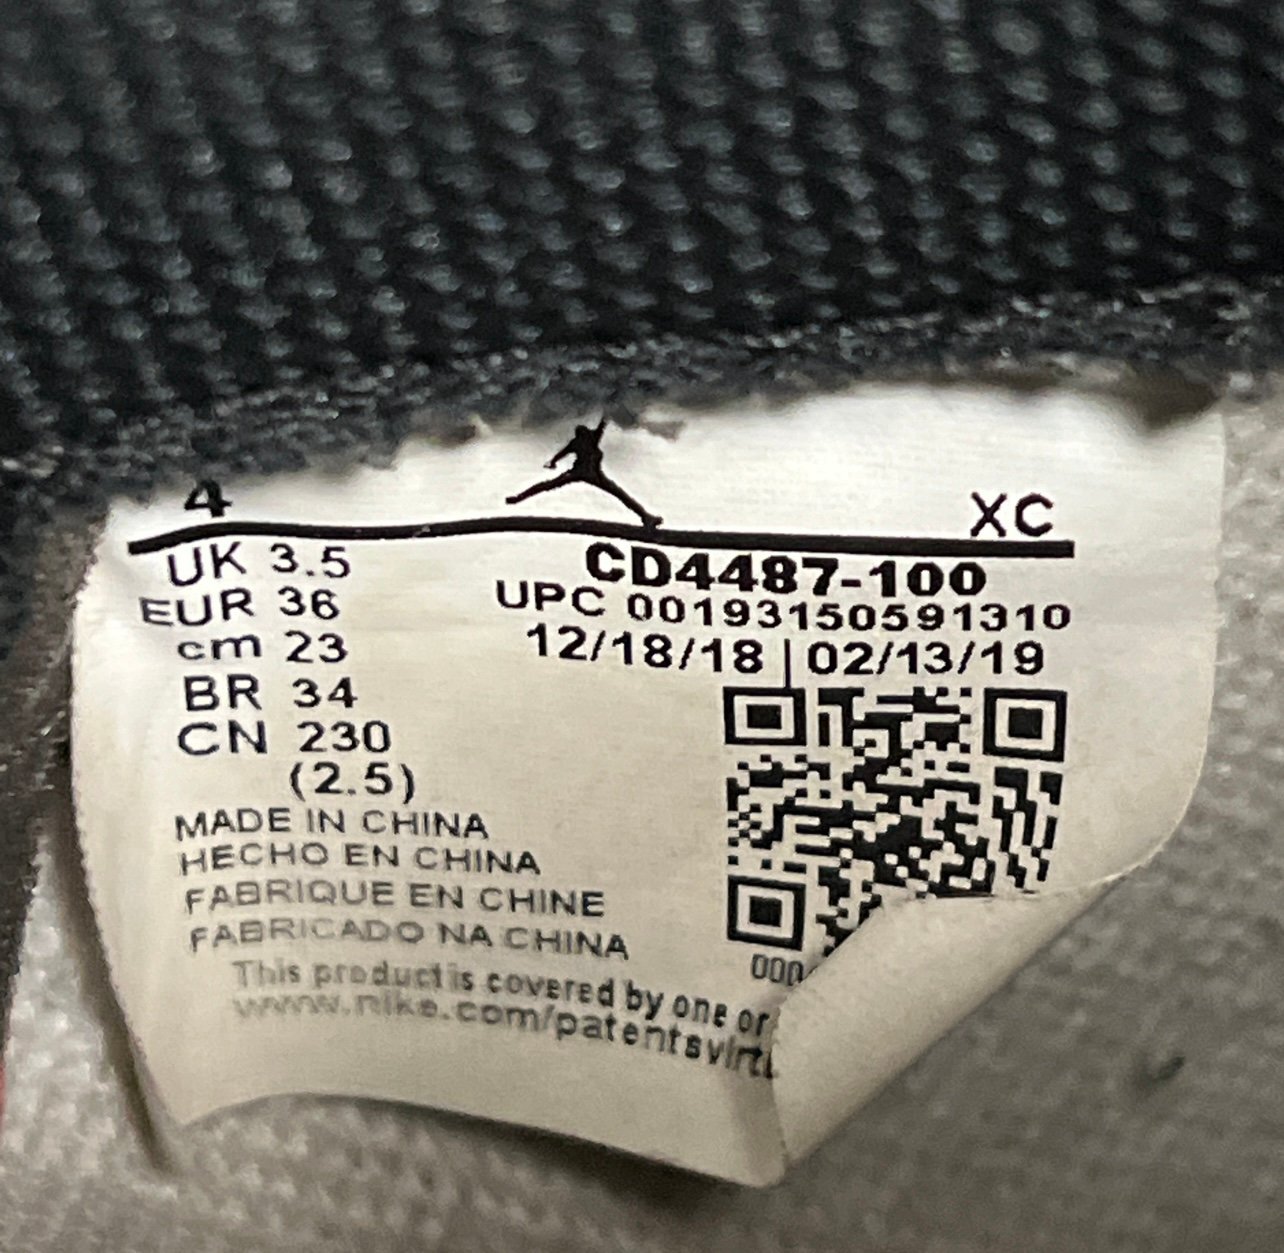 4 XC
UK 3.5
EUR 36
cm 23
BR 34
CN 230
(2.5)
CD4487-100
UPC 00193150591310
12/18/18 | 02/13/19
000
MADE IN CHINA
HECHO EN CHINA
FABRIQUE EN CHINE
FABRICADO NA CHINA
This product is covered by one or
www.nike.com/patentsvirt